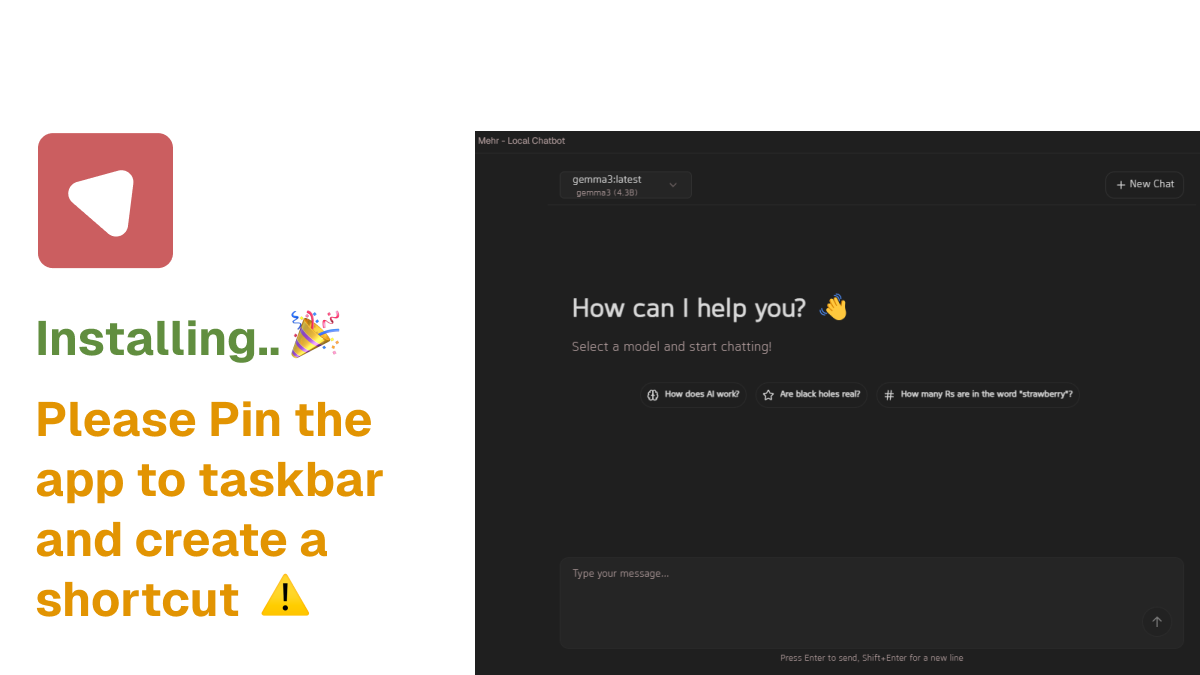 Installing..🎉
Please Pin the
app to taskbar
and create a
shortcut ⚠️
Mehr - Local Chatbot
gemma3:latest
gemma3 (4.3B)
+ New Chat
How can I help you? 👋
Select a model and start chatting!
How does AI work?
Are black holes real?
How many Rs are in the word "strawberry"?
Type your message...
Press Enter to send, Shift+Enter for a new line